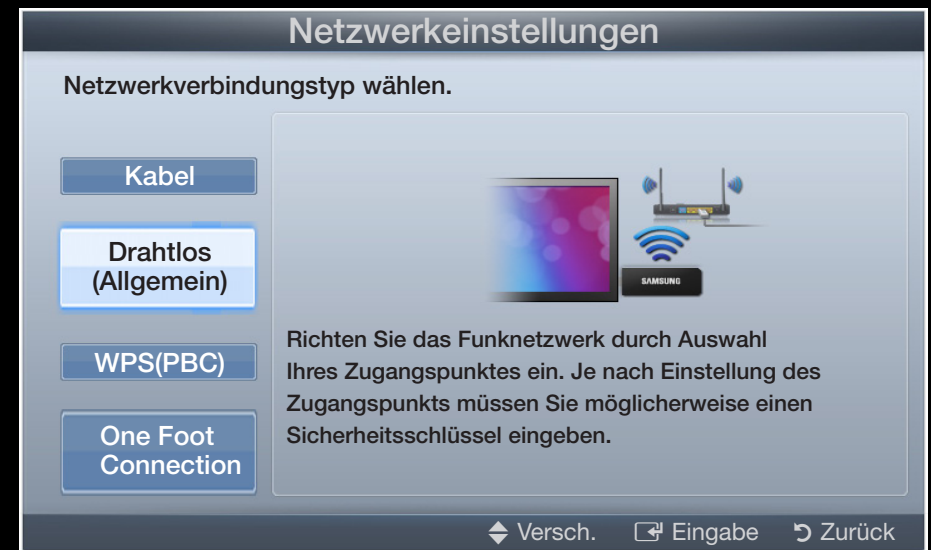 Netzwerkeinstellungen
Netzwerkverbindungstyp wählen.
Kabel
Drahtlos
(Allgemein)
WPS(PBC)
One Foot
Connection
SAMSUNG
Richten Sie das Funknetzwerk durch Auswahl
Ihres Zugangspunktes ein. Je nach Einstellung des
Zugangspunkts müssen Sie möglicherweise einen
Sicherheitsschlüssel eingeben.
Versch. Eingabe Zurück